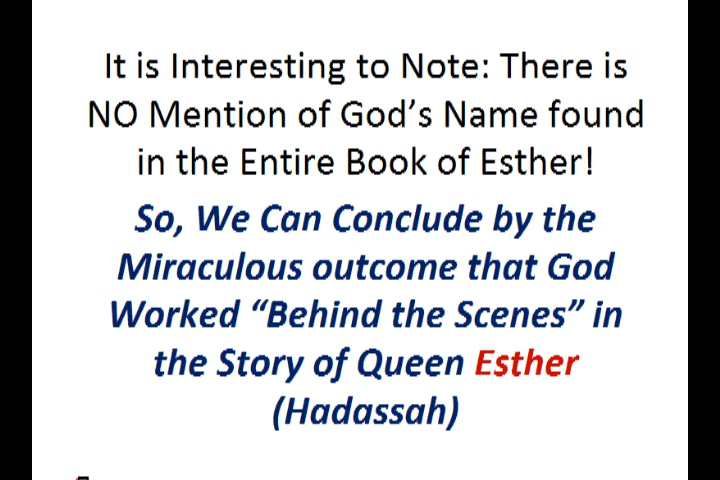 It is Interesting to Note: There is
NO Mention of God's Name found
in the Entire Book of Esther!
So, We Can Conclude by the
Miraculous outcome that God
Worked “Behind the Scenes” in
the Story of Queen Esther
(Hadassah)